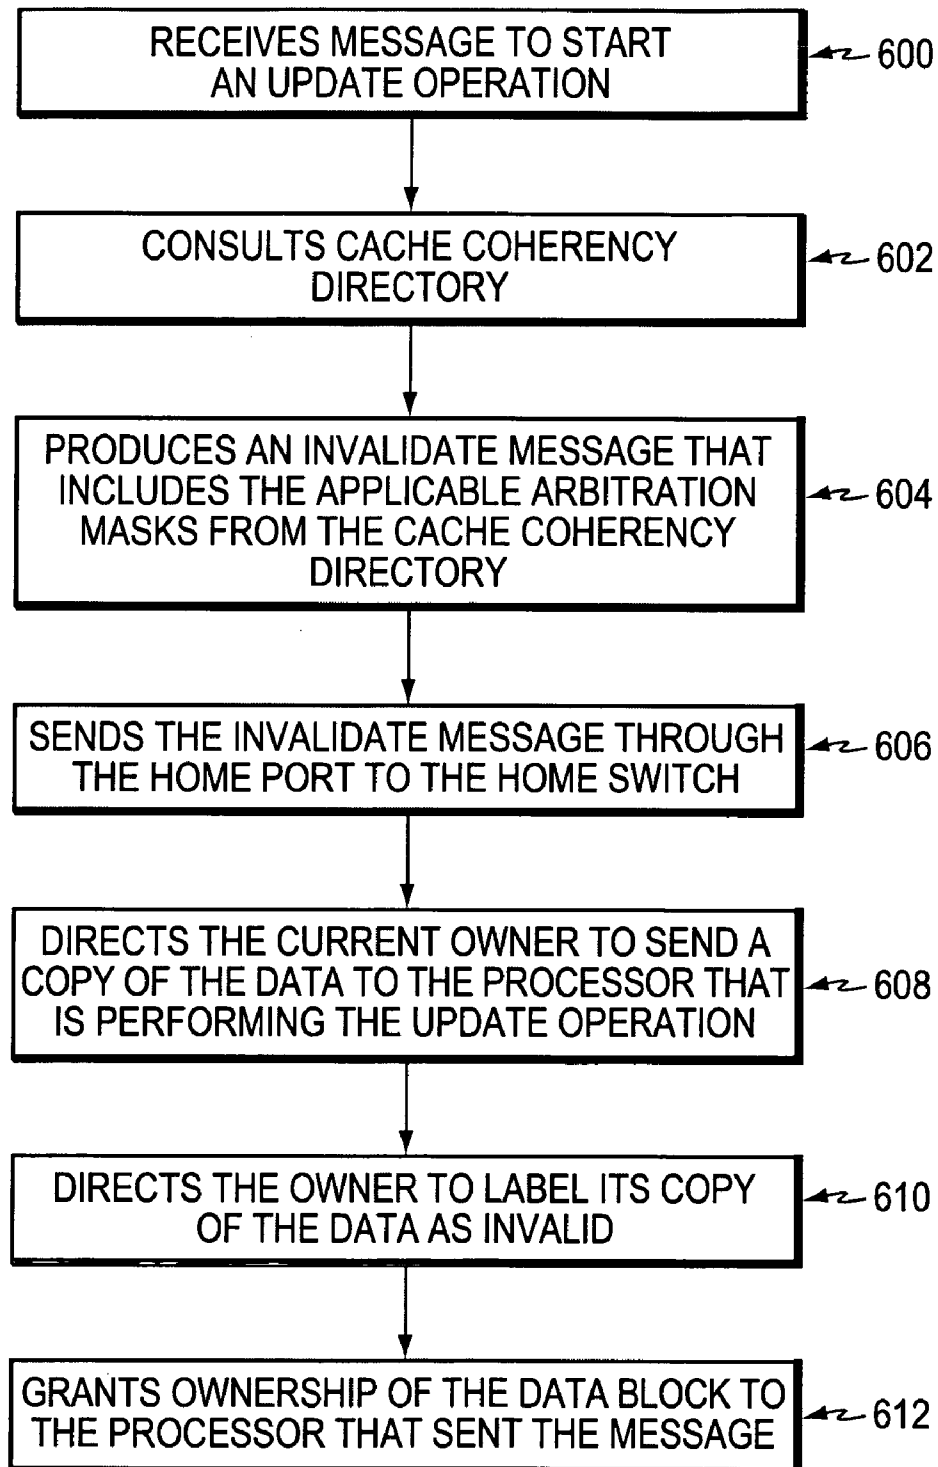 RECEIVES MESSAGE TO START
AN UPDATE OPERATION
600
CONSULTS CACHE COHERENCY
DIRECTORY
602
PRODUCES AN INVALIDATE MESSAGE THAT
INCLUDES THE APPLICABLE ARBITRATION
MASKS FROM THE CACHE COHERENCY
DIRECTORY
604
SENDS THE INVALIDATE MESSAGE THROUGH
THE HOME PORT TO THE HOME SWITCH
606
DIRECTS THE CURRENT OWNER TO SEND A
COPY OF THE DATA TO THE PROCESSOR THAT
IS PERFORMING THE UPDATE OPERATION
608
DIRECTS THE OWNER TO LABEL ITS COPY
OF THE DATA AS INVALID
610
GRANTS OWNERSHIP OF THE DATA BLOCK TO
THE PROCESSOR THAT SENT THE MESSAGE
612